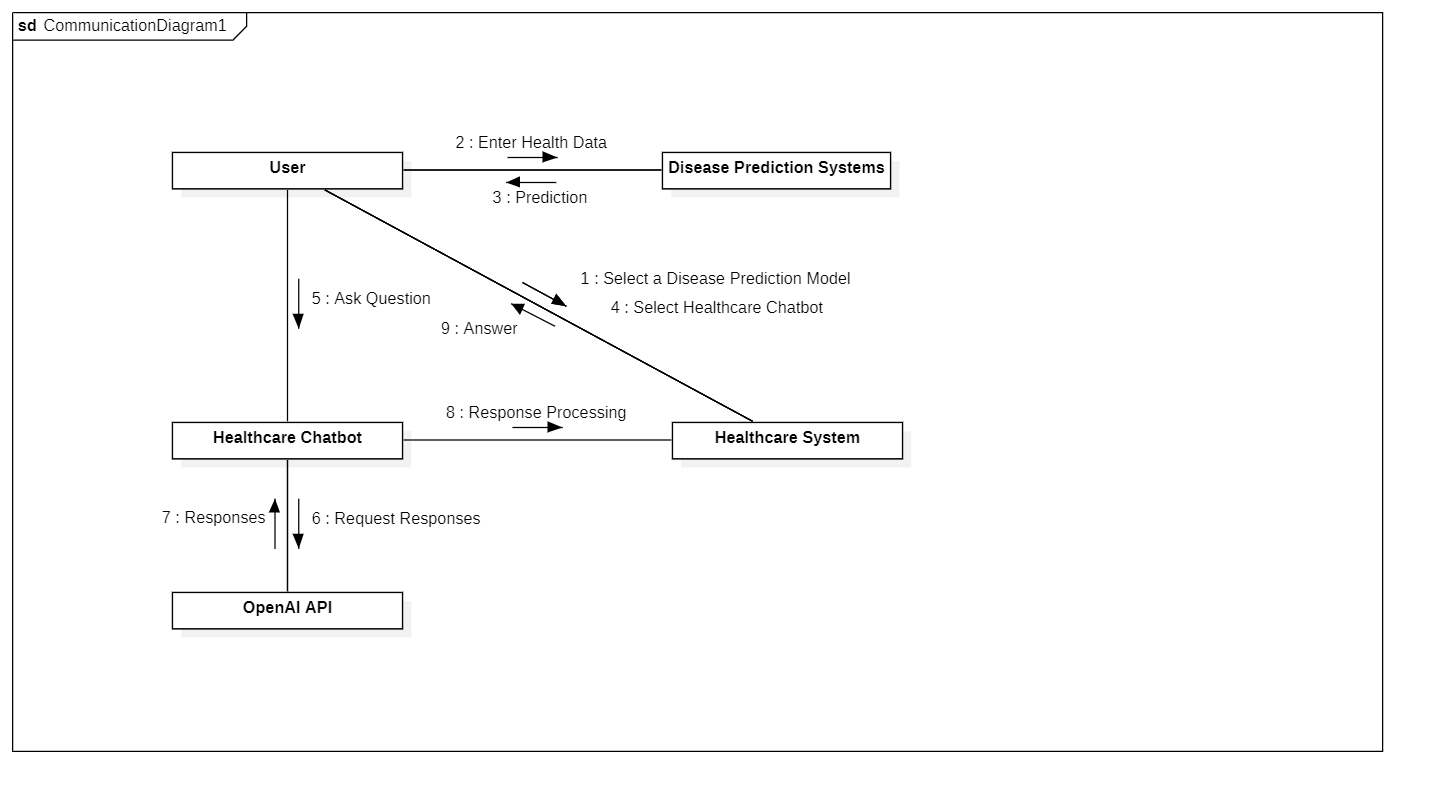 sd CommunicationDiagram1
2 : Enter Health Data
User
Disease Prediction Systems
3 : Prediction
1 : Select a Disease Prediction Model
5 : Ask Question
4 : Select Healthcare Chatbot
9 : Answer
8 : Response Processing
Healthcare Chatbot
Healthcare System
7 : Responses
6 : Request Responses
OpenAI API